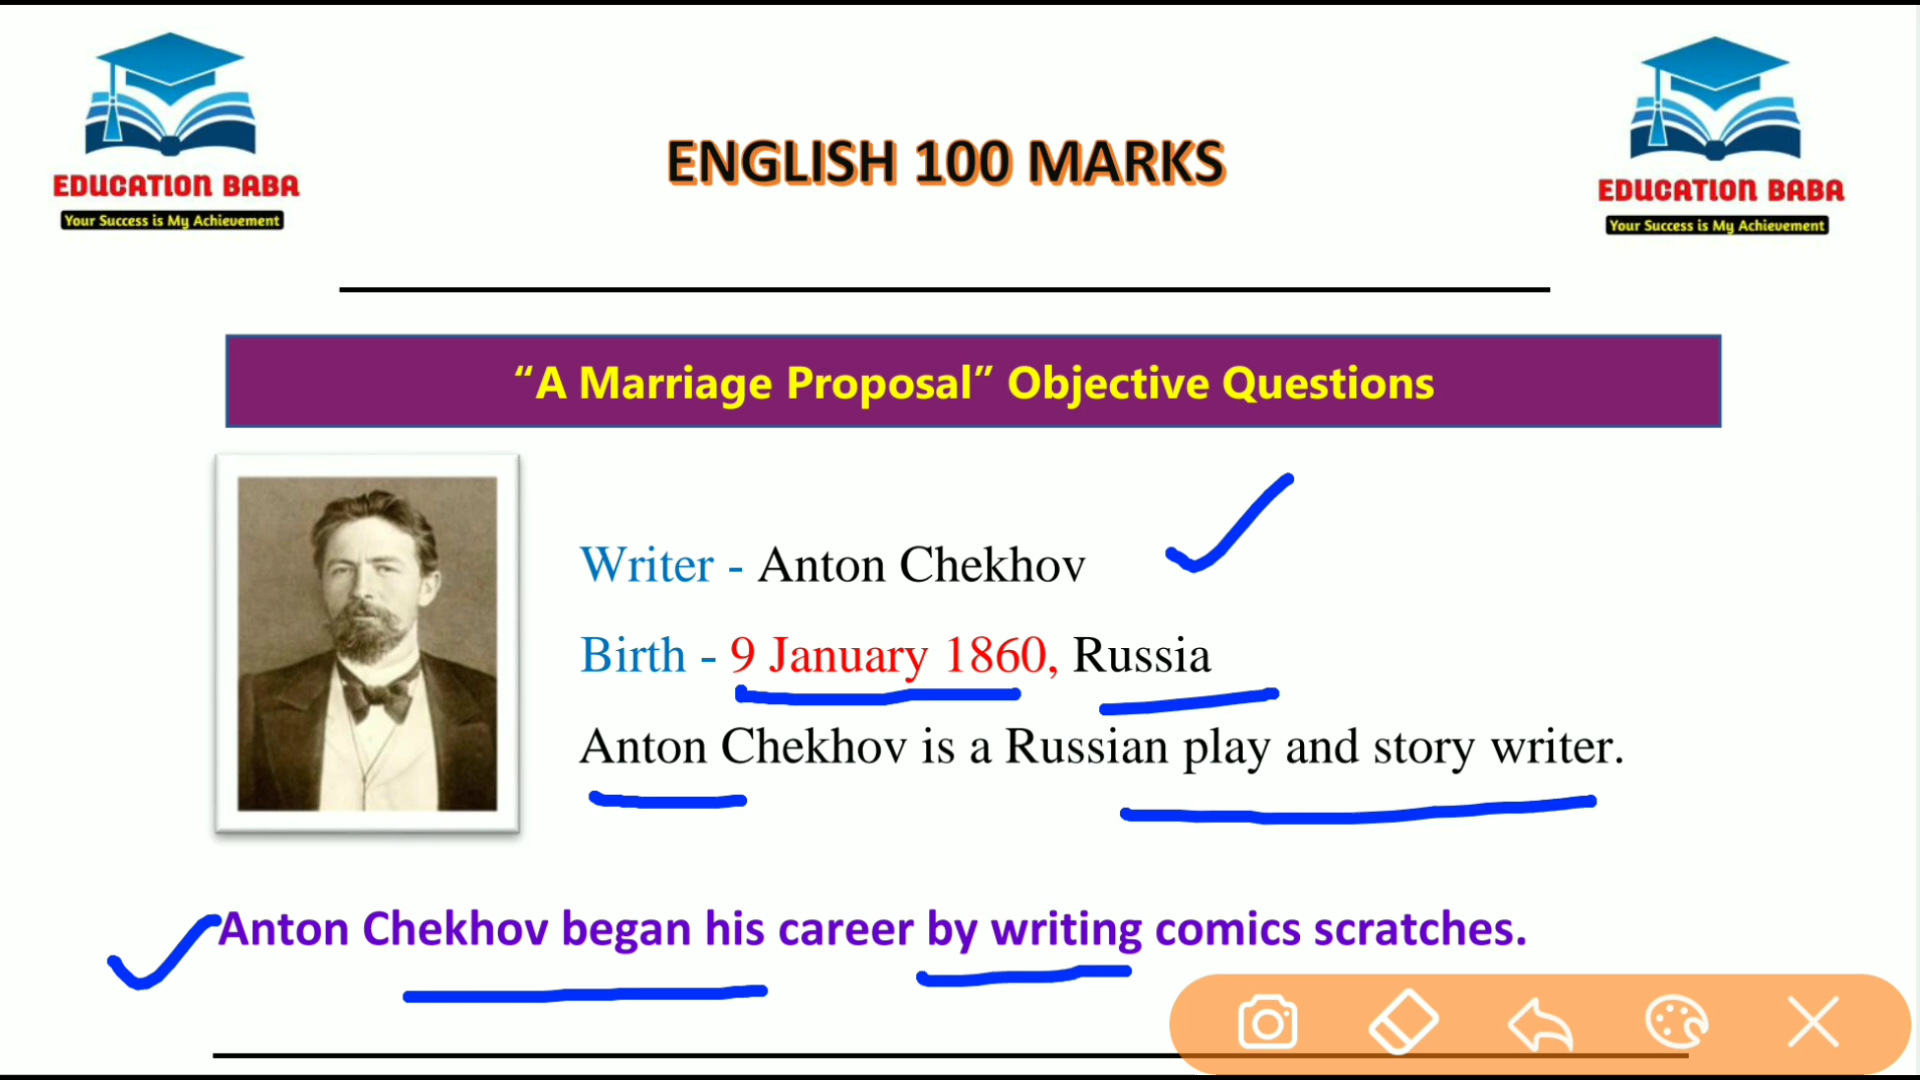 EDUCATION BABA
Your Success is My Achievement
ENGLISH 100 MARKS
EDUCATION BABA
Your Success is My Achievement
“A Marriage Proposal” Objective Questions
Writer - Anton Chekhov
Birth - 9 January 1860, Russia
Anton Chekhov is a Russian play and story writer.
Anton Chekhov began his career by writing comics scratches.